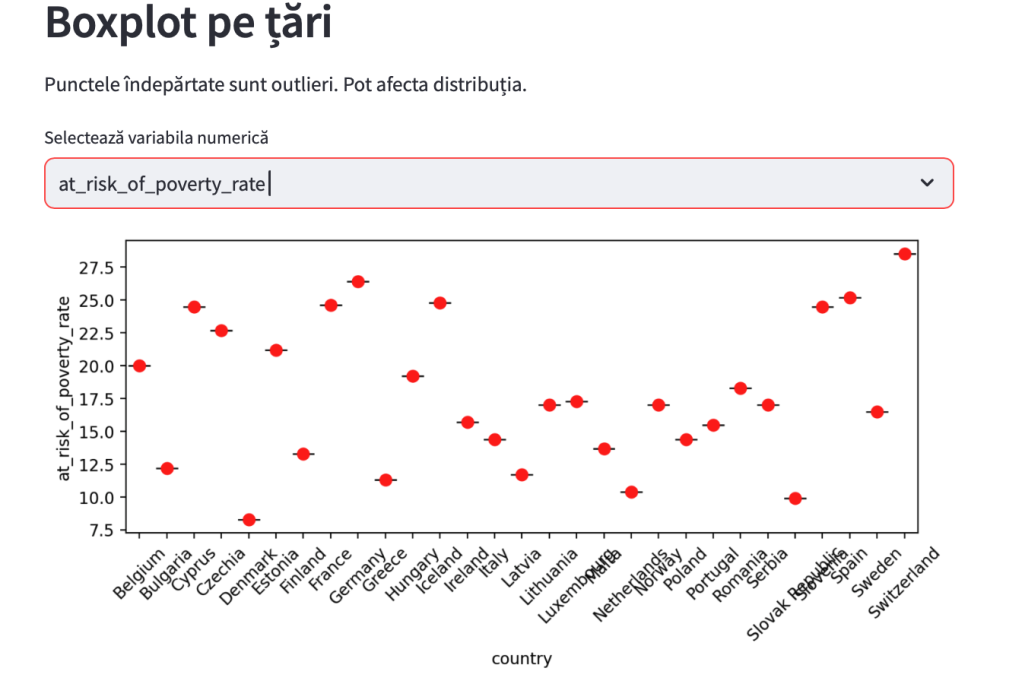 Boxplot pe țări
Punctele îndepărtate sunt outlieri. Pot afecta distribuția.
Selectează variabila numerică
at_risk_of_poverty_rate
at_risk_of_poverty_rate
27.5
25.0
22.5
20.0
17.5
15.0
12.5
10.0
7.5
Belgium
Bulgaria
Cyprus
Czechia
Denmark
Estonia
Finland
France
Germany
Greece
Hungary
Iceland
Ireland
Italy
Latvia
Lithuania
Luxembourg
Malta
Netherlands
Norway
Poland
Portugal
Romania
Serbia
Slovak Republic
Slovenia
Spain
Sweden
Switzerland
country